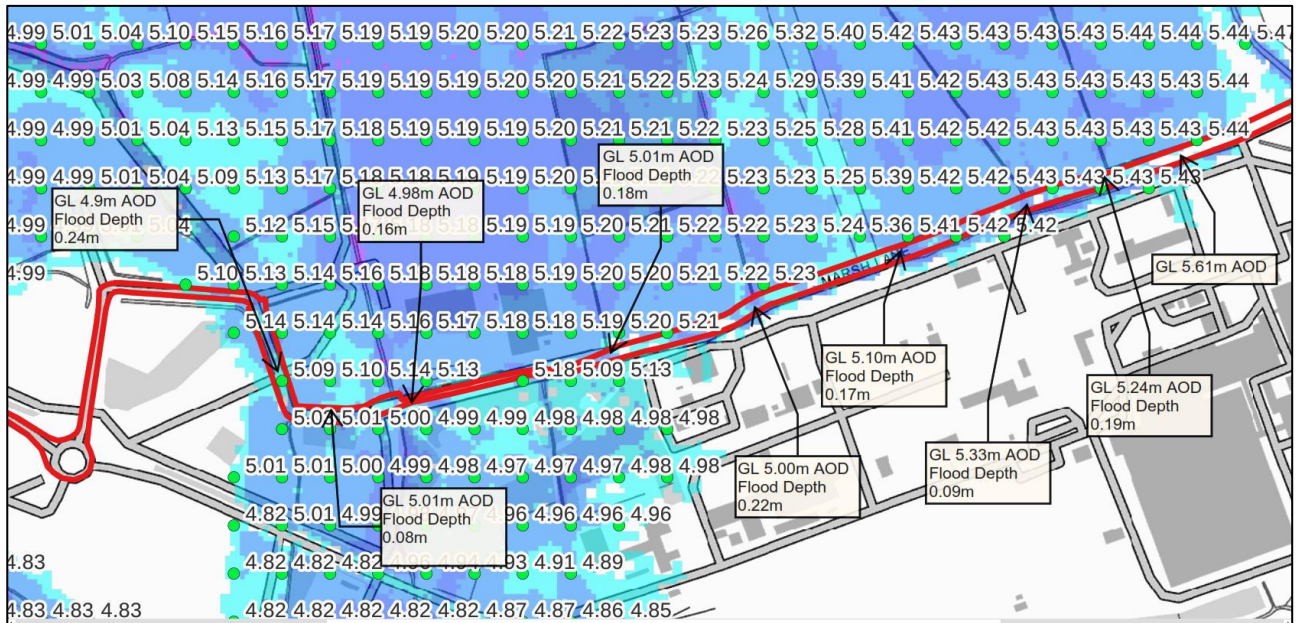 4.99 5.01 5.04 5.10 5.15 5.16 5.17 5.19 5.19 5.20 5.20 5.21 5.22 5.23 5.23 5.26 5.32 5.40 5.42 5.43 5.43 5.43 5.44 5.44 5.44 5.47
4.99 4.99 5.03 5.08 5.14 5.16 5.17 5.19 5.19 5.19 5.20 5.20 5.21 5.22 5.23 5.24 5.29 5.39 5.41 5.42 5.43 5.43 5.43 5.43 5.43 5.44
4.99 4.99 5.01 5.04 5.13 5.15 5.17 5.18 5.19 5.19 5.19 5.20 5.21 5.21 5.22 5.23 5.25 5.28 5.41 5.42 5.42 5.43 5.43 5.43 5.43 5.44
4.99 4.99 5.01 5.04 5.09 5.13 5.17 5.18 5.18 5.19 5.19 5.20 5.22 5.23 5.23 5.25 5.39 5.42 5.42 5.43 5.43 5.43 5.43
GL 5.01m AOD
Flood Depth
0.18m
GL 4.98m AOD
Flood Depth
0.16m
GL 4.9m AOD
Flood Depth
0.24m
4.99 5.04 5.12 5.15 5.17 5.18 5.19 5.19 5.20 5.21 5.22 5.22 5.23 5.24 5.36 5.41 5.42 5.42
4.99 5.10 5.13 5.14 5.16 5.18 5.18 5.18 5.19 5.20 5.20 5.21 5.22 5.23
MARSH LANE
GL 5.61m AOD
5.14 5.14 5.14 5.16 5.17 5.18 5.18 5.19 5.20 5.21
5.09 5.10 5.14 5.13 5.18 5.09 5.13
GL 5.10m AOD
Flood Depth
0.17m
GL 5.24m AOD
Flood Depth
0.19m
5.01 5.00 4.99 4.99 4.98 4.98 4.98 4.98
GL 5.33m AOD
Flood Depth
0.09m
5.01 5.01 5.00 4.99 4.98 4.97 4.97 4.97 4.98 4.98
GL 5.00m AOD
Flood Depth
0.22m
GL 5.01m AOD
Flood Depth
0.08m
4.82 5.01 4.99 4.96 4.96 4.96 4.96
4.83 4.82 4.82 4.82 4.96 4.94 4.93 4.91 4.89
4.83 4.83 4.83 4.82 4.82 4.82 4.82 4.82 4.87 4.87 4.86 4.85